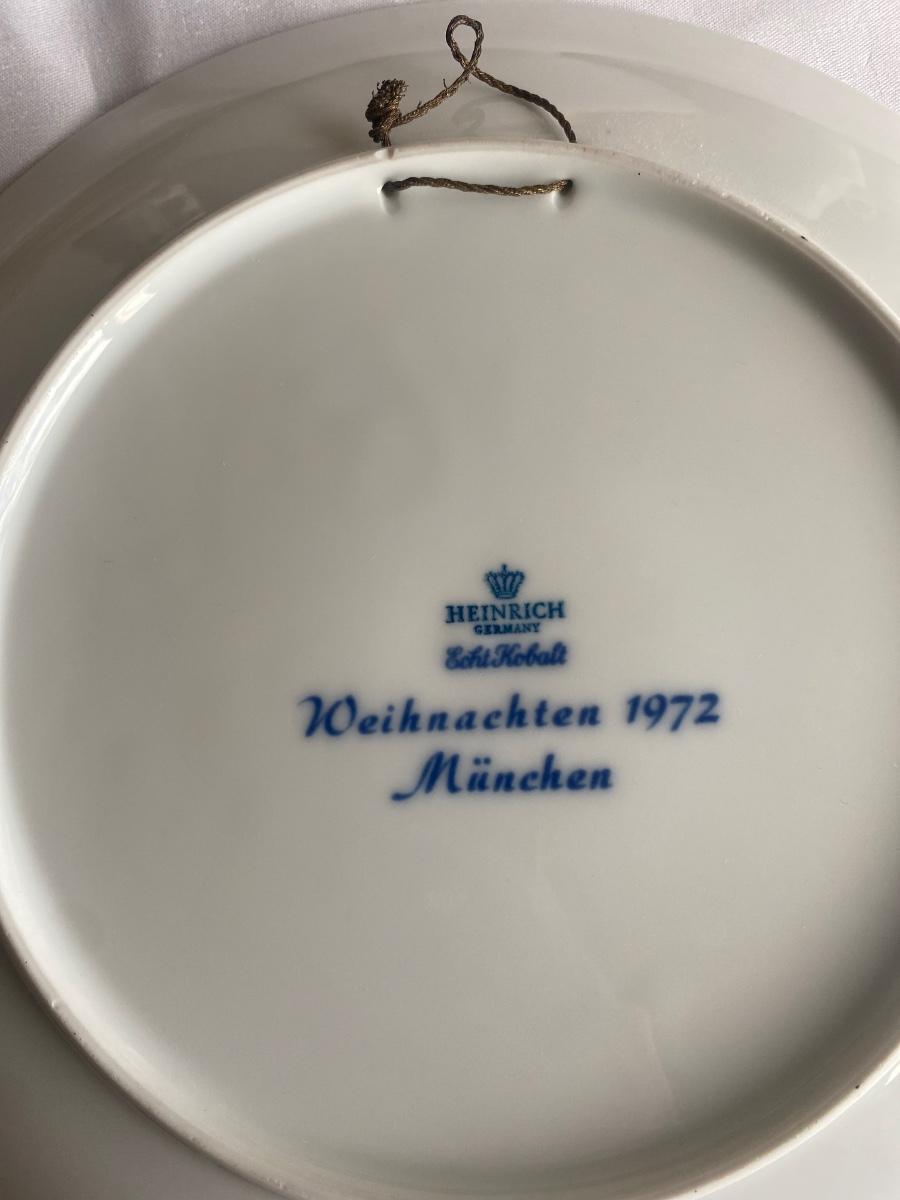 HEINRICH
GERMANY
Echt Kobalt
Weihnachten 1972
München